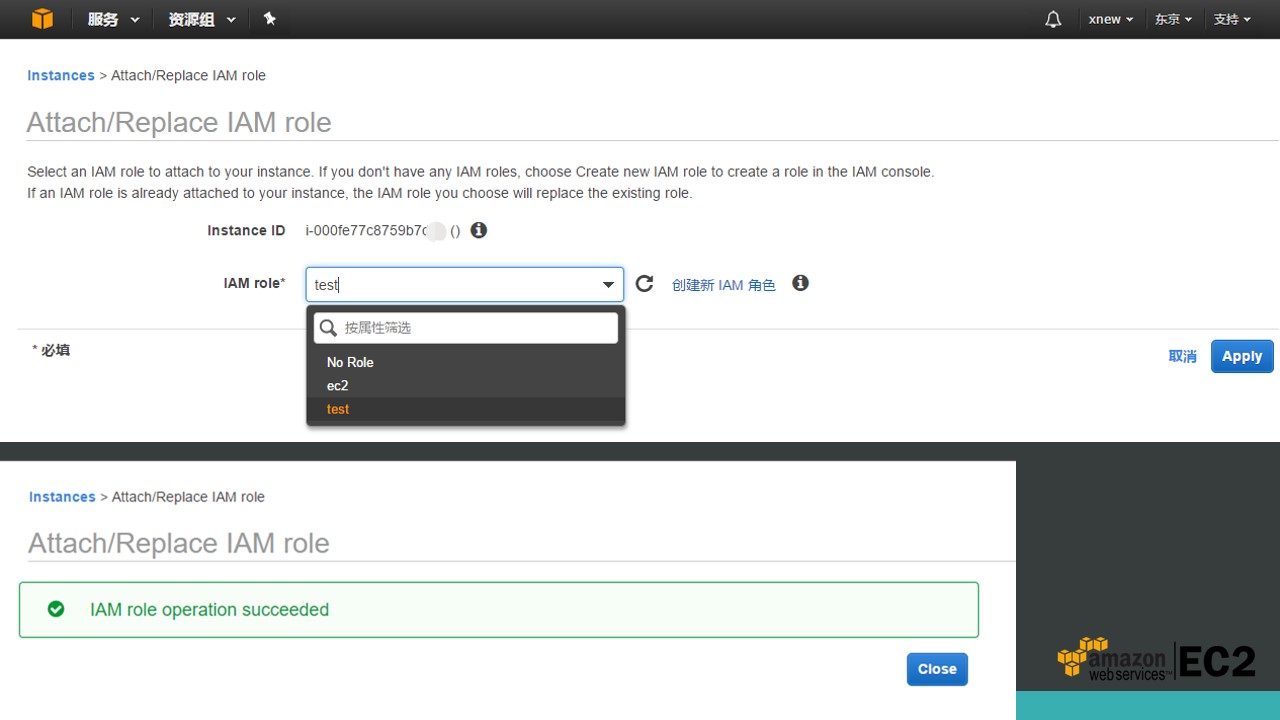 服务 资源组 xnew 东京 支持
Instances > Attach/Replace IAM role
Attach/Replace IAM role
Select an IAM role to attach to your instance. If you don't have any IAM roles, choose Create new IAM role to create a role in the IAM console.
If an IAM role is already attached to your instance, the IAM role you choose will replace the existing role.
Instance ID i-000fe77c8759b7 ()
IAM role* test 创建新 IAM 角色
按属性筛选
* 必填
取消 Apply
No Role
ec2
test
Instances > Attach/Replace IAM role
Attach/Replace IAM role
IAM role operation succeeded
Close
amazon
webservices™ EC2